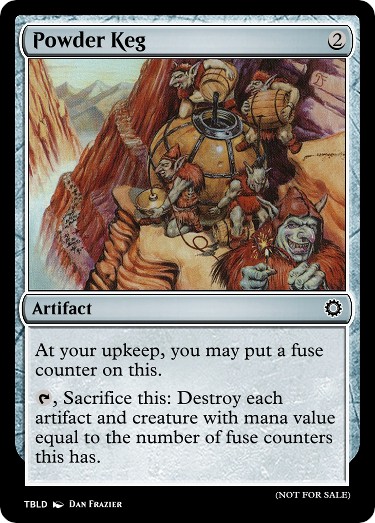 Powder Keg 2
Artifact
At your upkeep, you may put a fuse
counter on this.
, Sacrifice this: Destroy each
artifact and creature with mana value
equal to the number of fuse counters
this has.
TBLD Dan Frazier (NOT FOR SALE)